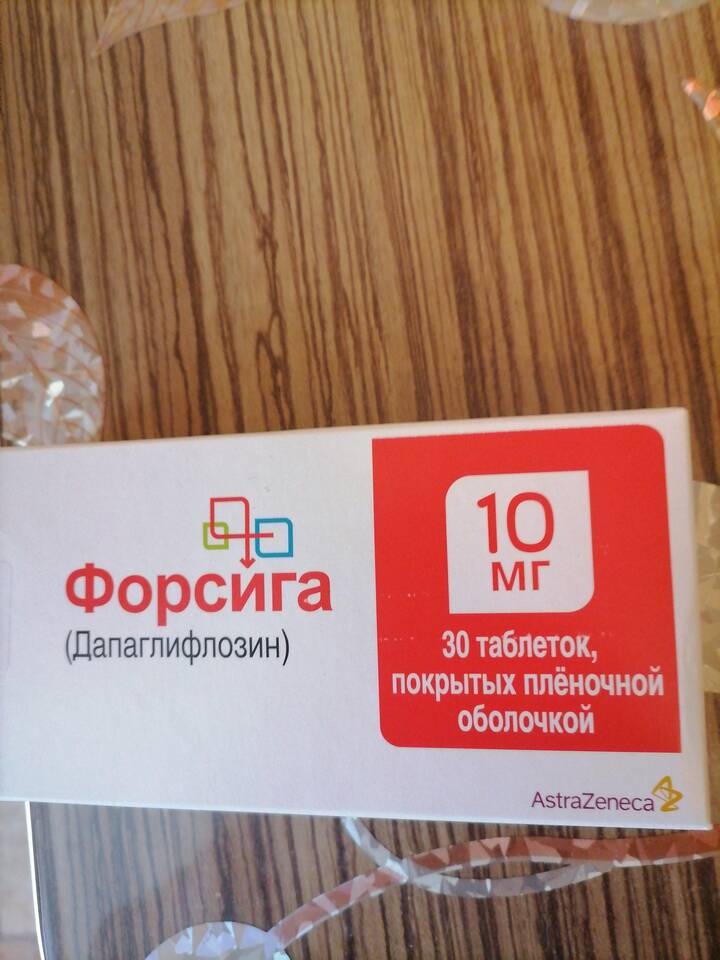 Форсига
(Дапаглифлозин)
10
мг
30 таблеток,
покрытых плёночной
оболочкой
AstraZeneca